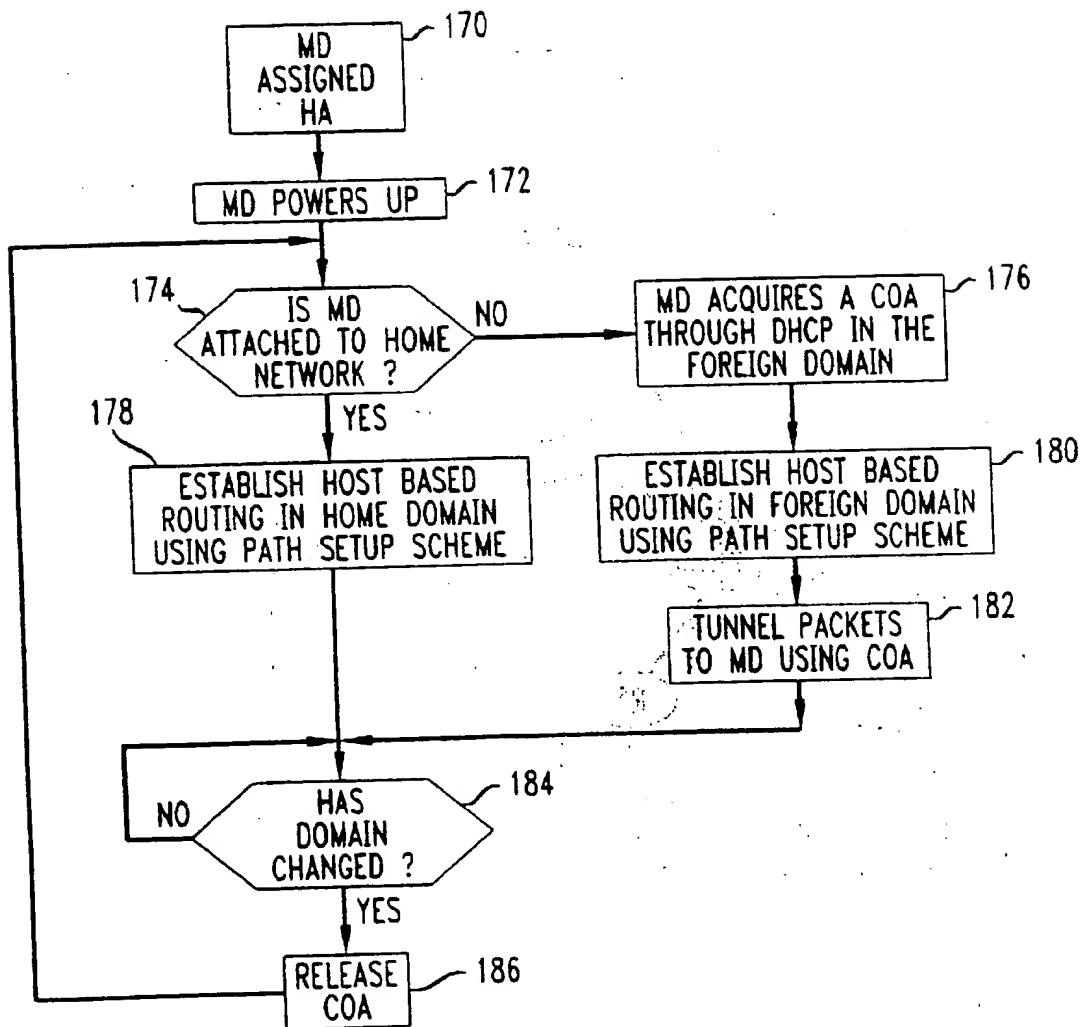 170
MD
ASSIGNED
HA
172
MD POWERS UP
174
IS MD
ATTACHED TO HOME
NETWORK ?
NO
YES
176
MD ACQUIRES A COA
THROUGH DHCP IN THE
FOREIGN DOMAIN
178
ESTABLISH HOST BASED
ROUTING IN HOME DOMAIN
USING PATH SETUP SCHEME
180
ESTABLISH HOST BASED
ROUTING IN FOREIGN DOMAIN
USING PATH SETUP SCHEME
182
TUNNEL PACKETS
TO MD USING COA
184
HAS
DOMAIN
CHANGED ?
NO
YES
RELEASE
COA
186